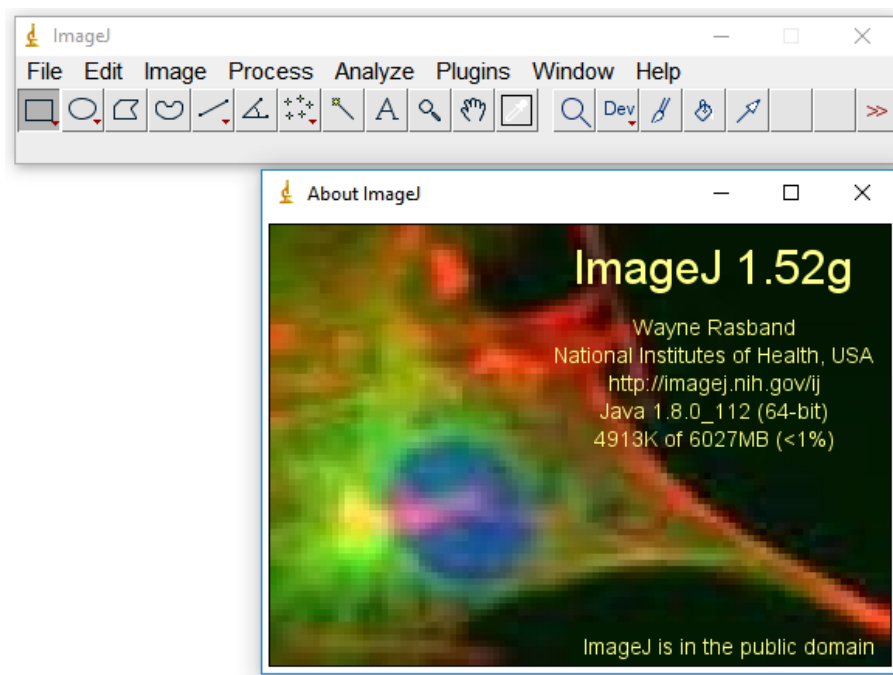 ImageJ
File Edit Image Process Analyze Plugins Window Help
A Dev >>
About ImageJ
ImageJ 1.52g
Wayne Rasband
National Institutes of Health, USA
http://imagej.nih.gov/ij
Java 1.8.0_112 (64-bit)
4913K of 6027MB (<1%)
ImageJ is in the public domain